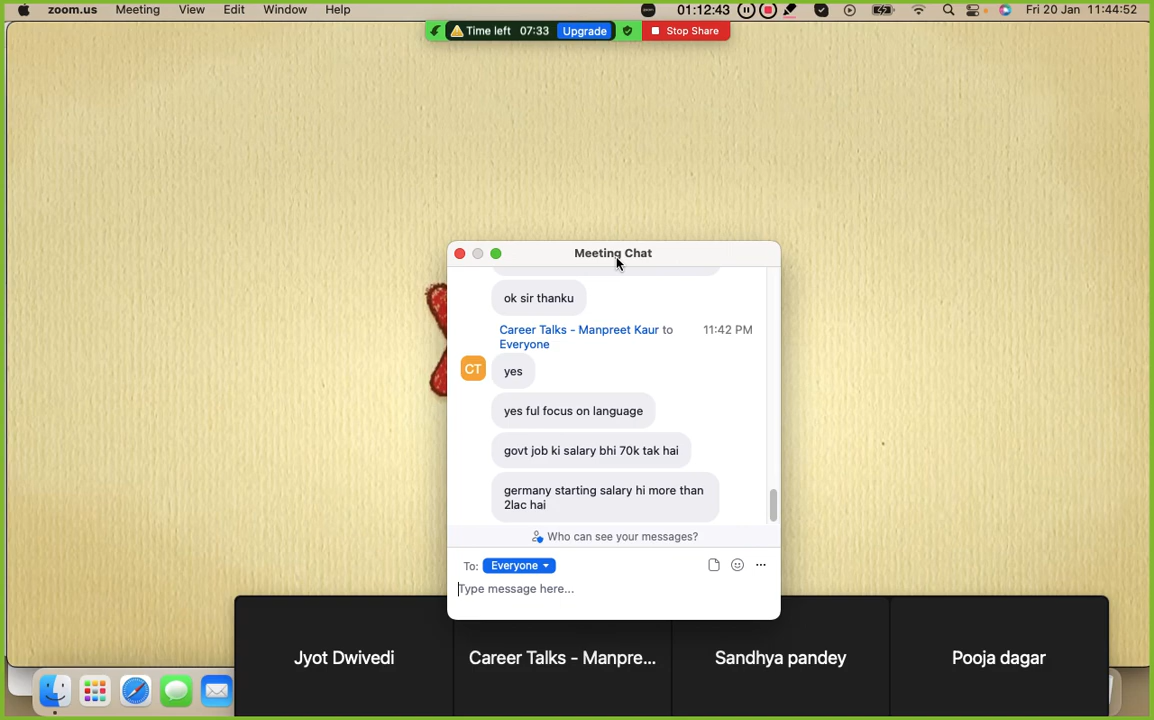 zoom.us Meeting View Edit Window Help 01:12:43 Fri 20 Jan 11:44:52
Time left 07:33 Upgrade Stop Share
Meeting Chat
ok sir thanku
Career Talks - Manpreet Kaur to 11:42 PM
Everyone
CT
yes
yes ful focus on language
govt job ki salary bhi 70k tak hai
germany starting salary hi more than
2lac hai
Who can see your messages?
To: Everyone
Type message here...
Jyot Dwivedi Career Talks - Manpre... Sandhya pandey Pooja dagar